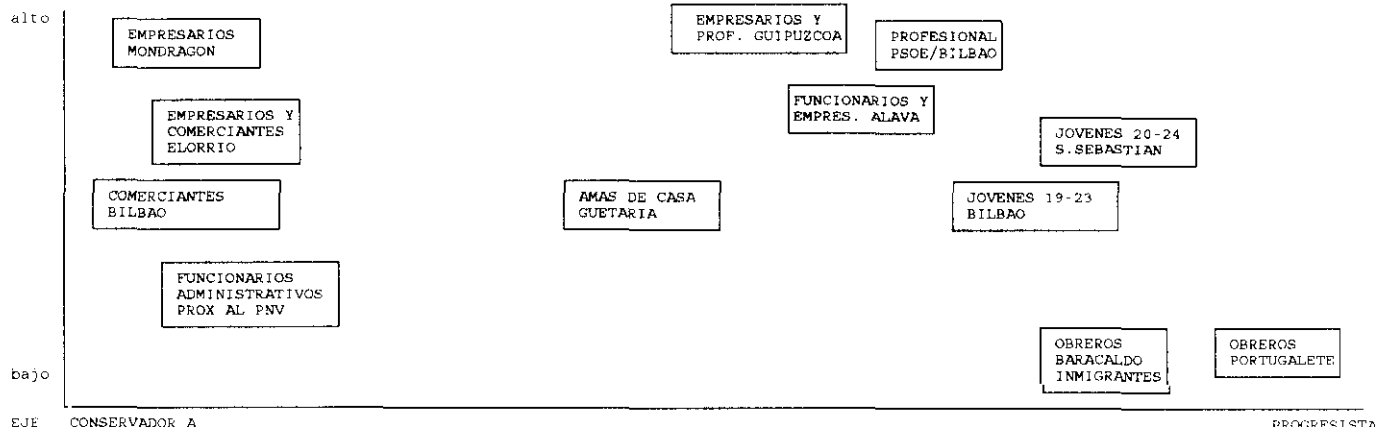 alto
EMPRESARIOS
MONDRAGON
EMPRESARIOS Y
PROF. GUIPUZCOA
PROFESIONAL
PSOE/BILBAO
EMPRESARIOS Y
COMERCIANTES
ELORRIO
FUNCIONARIOS Y
EMPRES. ALAVA
JOVENES 20-24
S.SEBASTIAN
COMERCIANTES
BILBAO
AMAS DE CASA
GUETARIA
JOVENES 19-23
BILBAO
FUNCIONARIOS
ADMINISTRATIVOS
PROX AL PNV
OBREROS
BARACALDO
INMIGRANTES
OBREROS
PORTUGALETE
bajo
EJE CONSERVADOR A PROGRESISTA